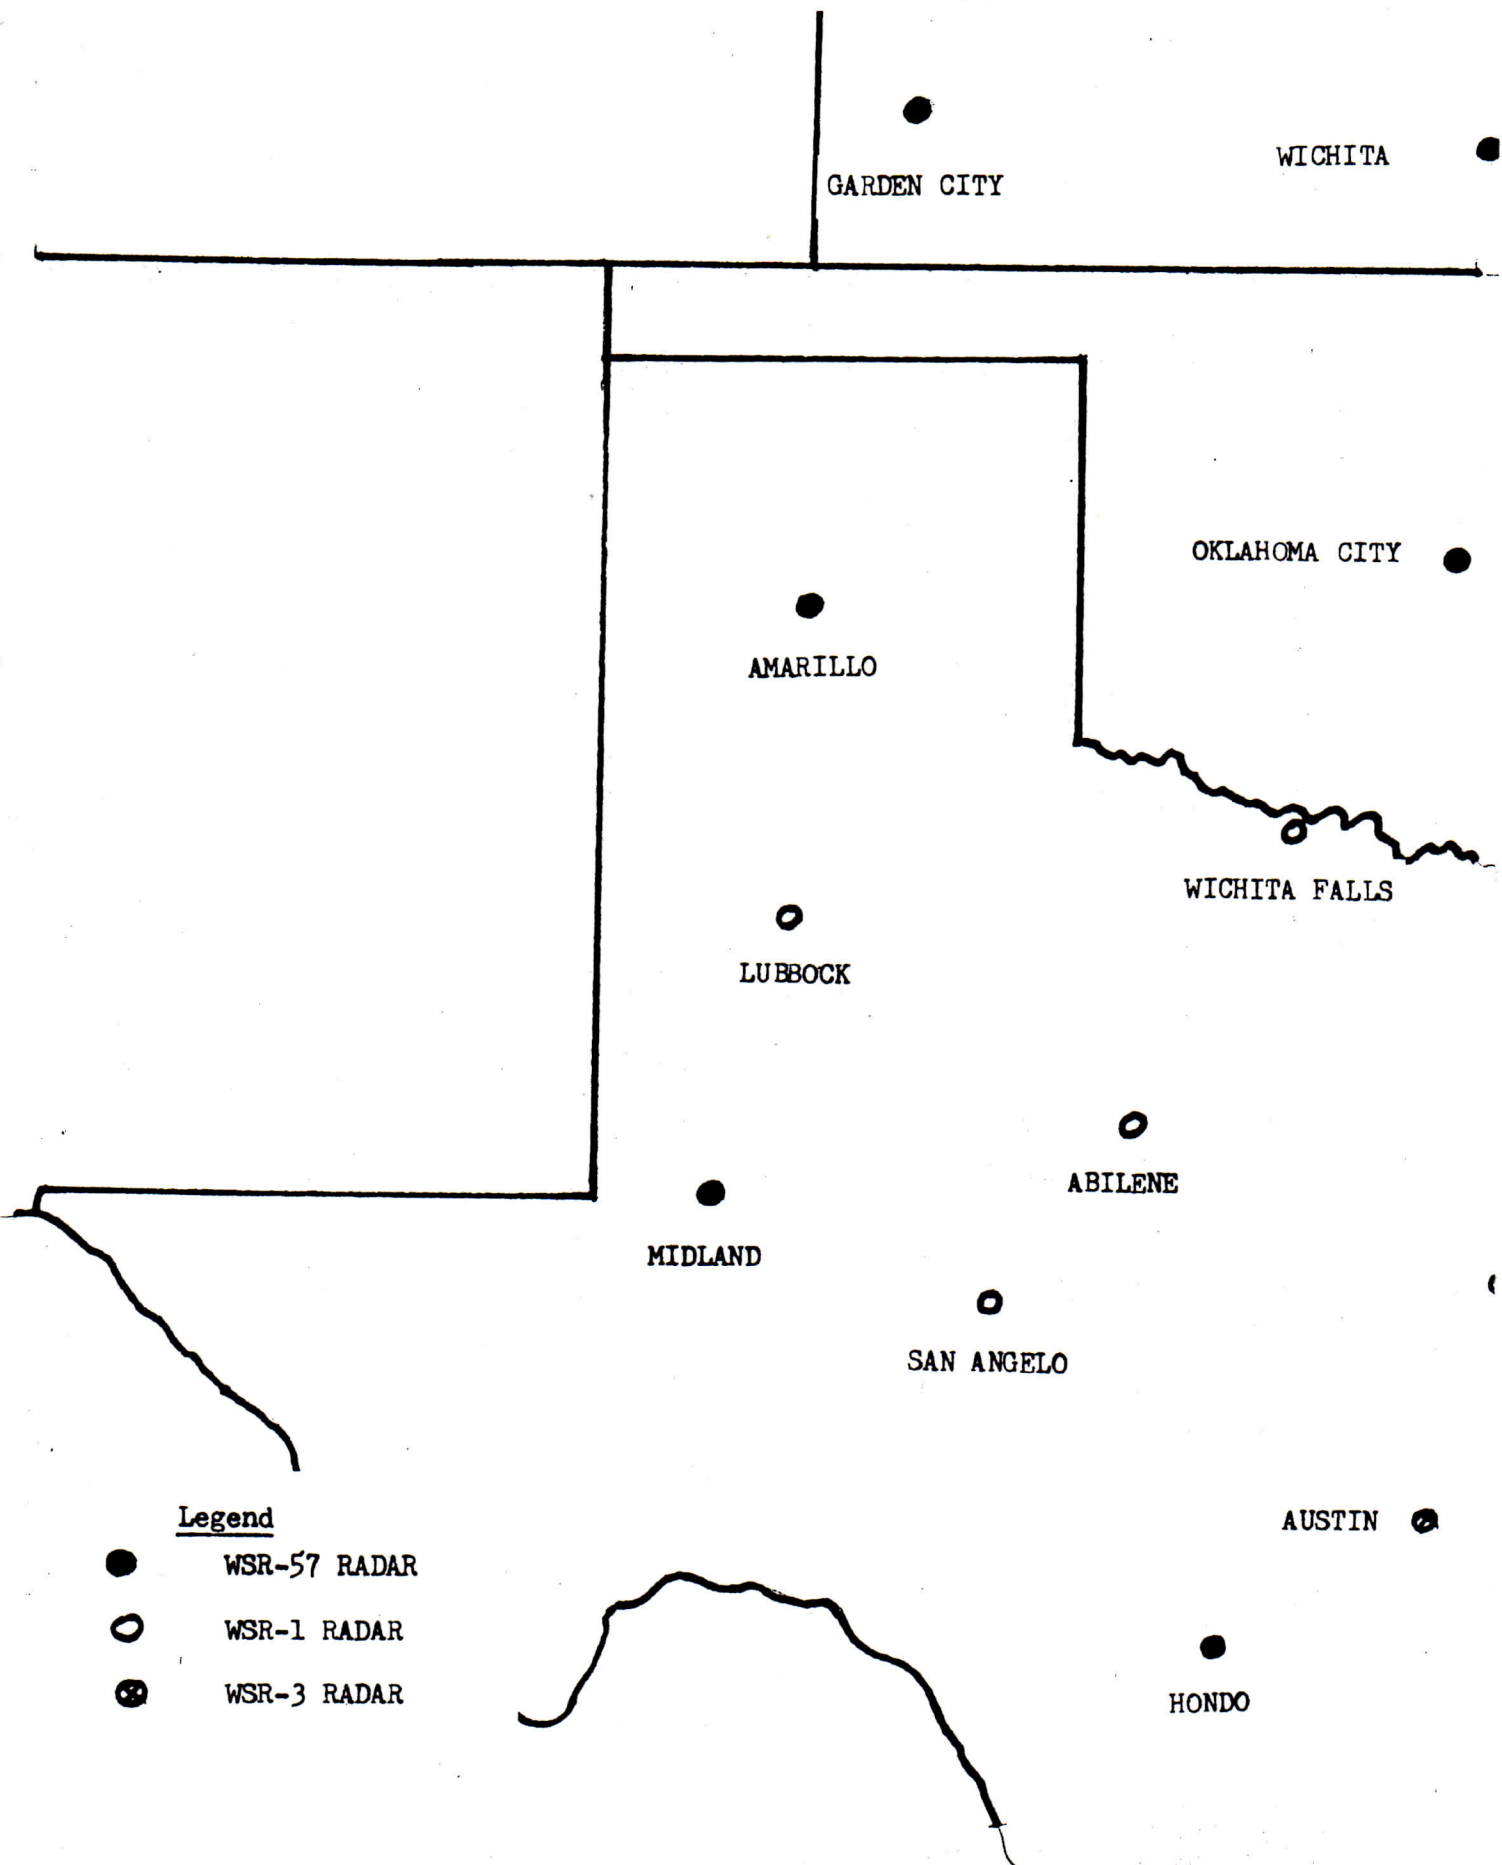 GARDEN CITY
WICHITA
OKLAHOMA CITY
AMARILLO
WICHITA FALLS
LUBBOCK
ABILENE
MIDLAND
SAN ANGELO
AUSTIN
HONDO
Legend
WSR-57 RADAR
WSR-1 RADAR
WSR-3 RADAR